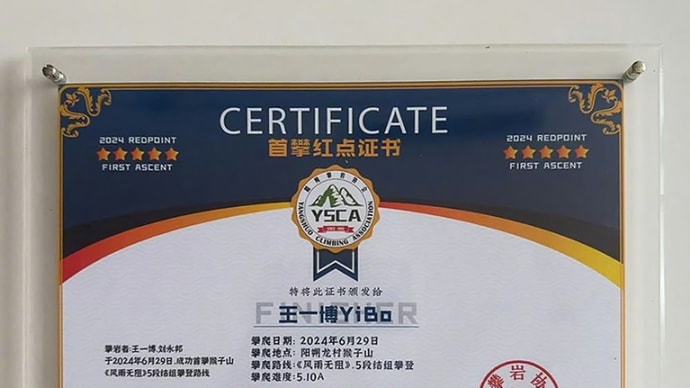 CERTIFICATE
首攀红点证书
2024 REDPOINT
FIRST ASCENT
2024 REDPOINT
FIRST ASCENT
YSCA
YANGSHUO CLIMBING ASSOCIATION
特将此证书颁发给
FINISHER
王一博YiBo
攀岩者:王一博,刘永邦
于2024年6月29日,成功首攀猴子山
《风雨无阻》,5段结组攀登路线
攀爬日期: 2024年6月29日
攀爬地点: 阳朔龙村猴子山
攀爬路线:《风雨无阻》,5段结组攀登
攀爬难度: 5.10A
攀岩